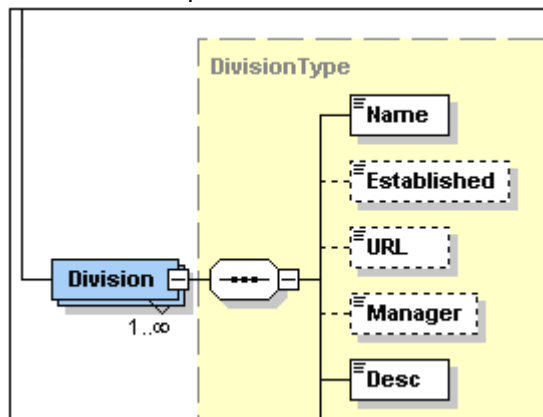 DivisionType
Name
Established
URL
Division
1..∞
Manager
Desc